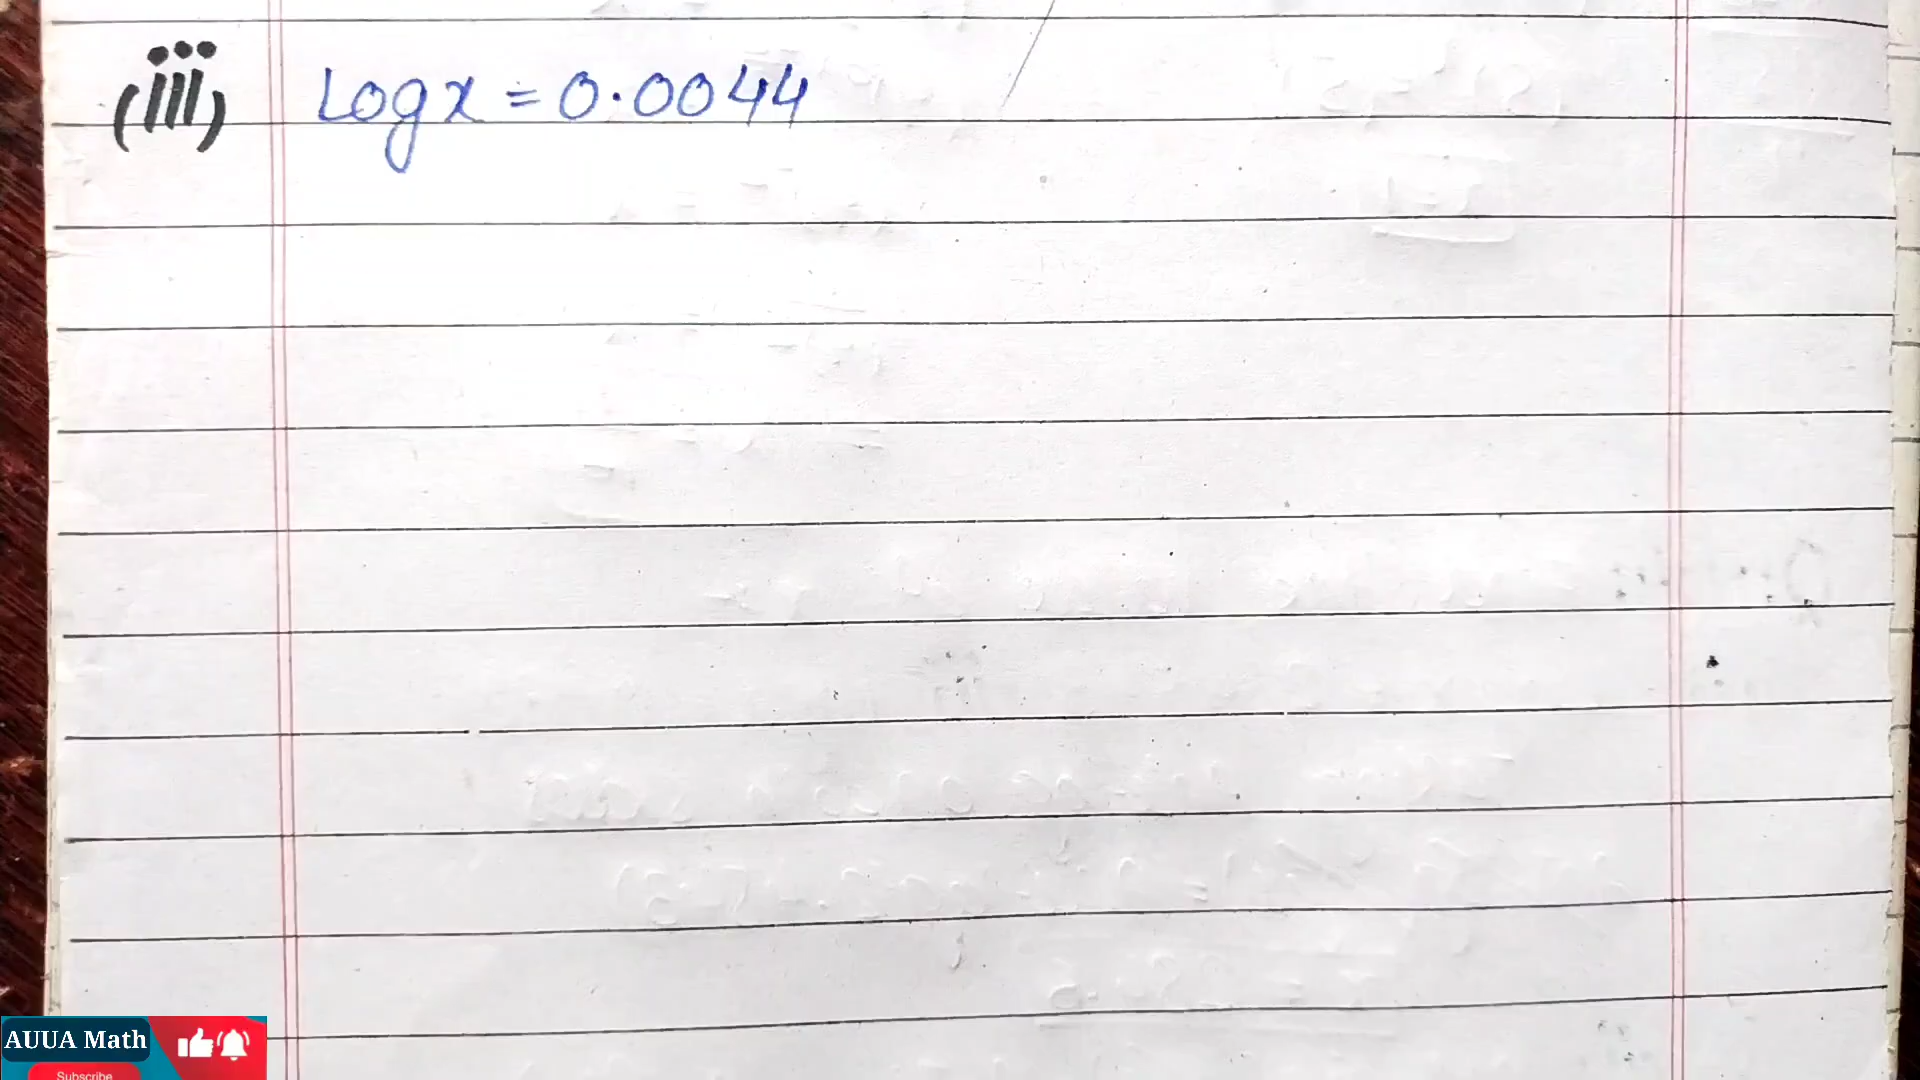 (iii) Log x = 0.0044
AUUA Math
Subscribe